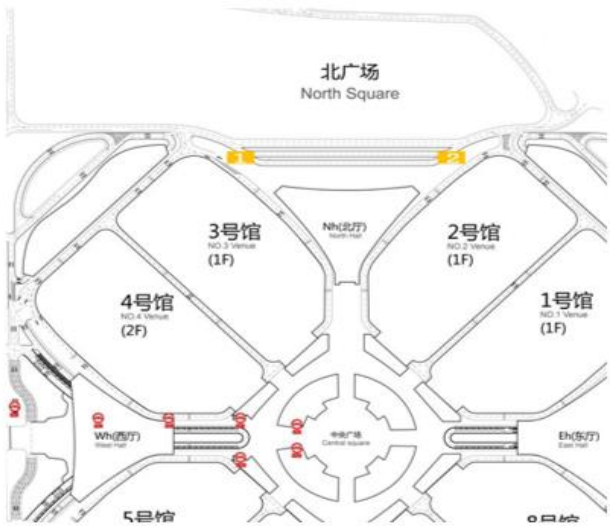 北广场
North Square
1
2
3号馆
NO.3 Venue
(1F)
Nh(北厅)
North Hall
2号馆
NO.2 Venue
(1F)
4号馆
NO.4 Venue
(2F)
1号馆
NO.1 Venue
(1F)
Wh(西厅)
West Hall
中央广场
Central square
Eh(东厅)
East Hall
5号馆
8号馆